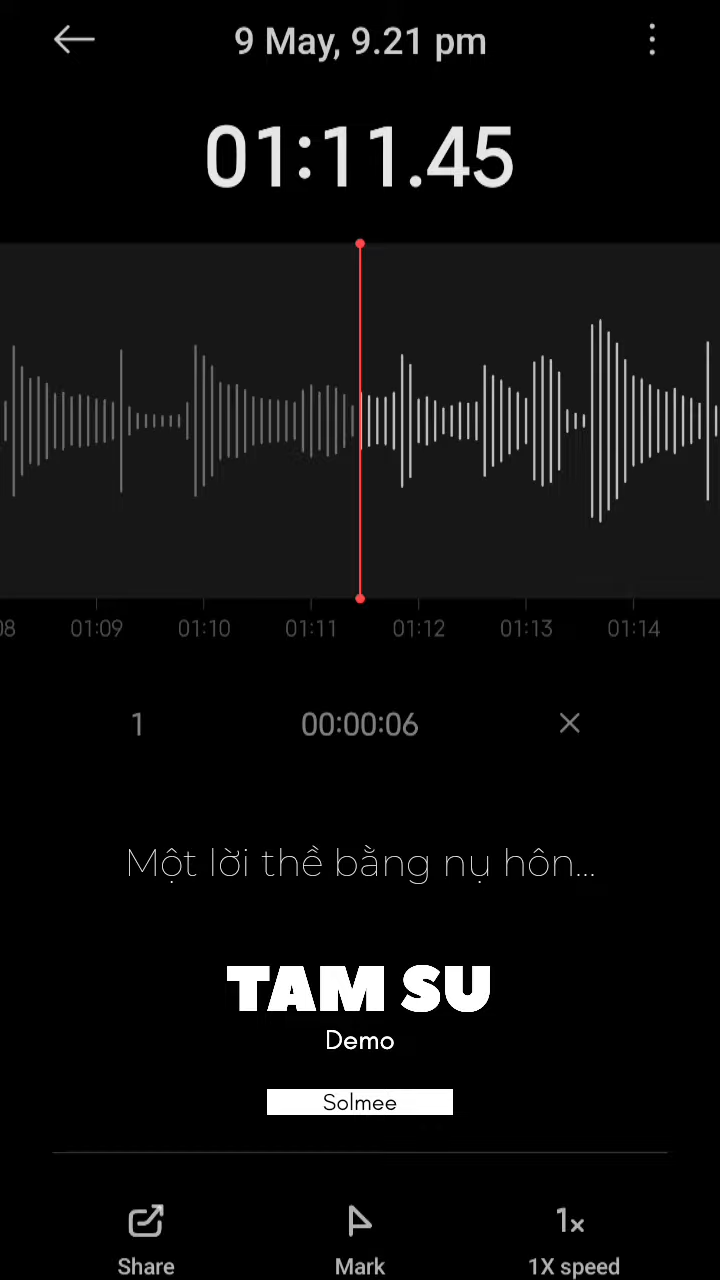 9 May, 9.21 pm
01:11.45
08 01:09 01:10 01:11 01:12 01:13 01:14
1 00:00:06
Một lời thề bằng nụ hôn...
TAM SU
Demo
Solmee
1x
Share Mark 1X speed